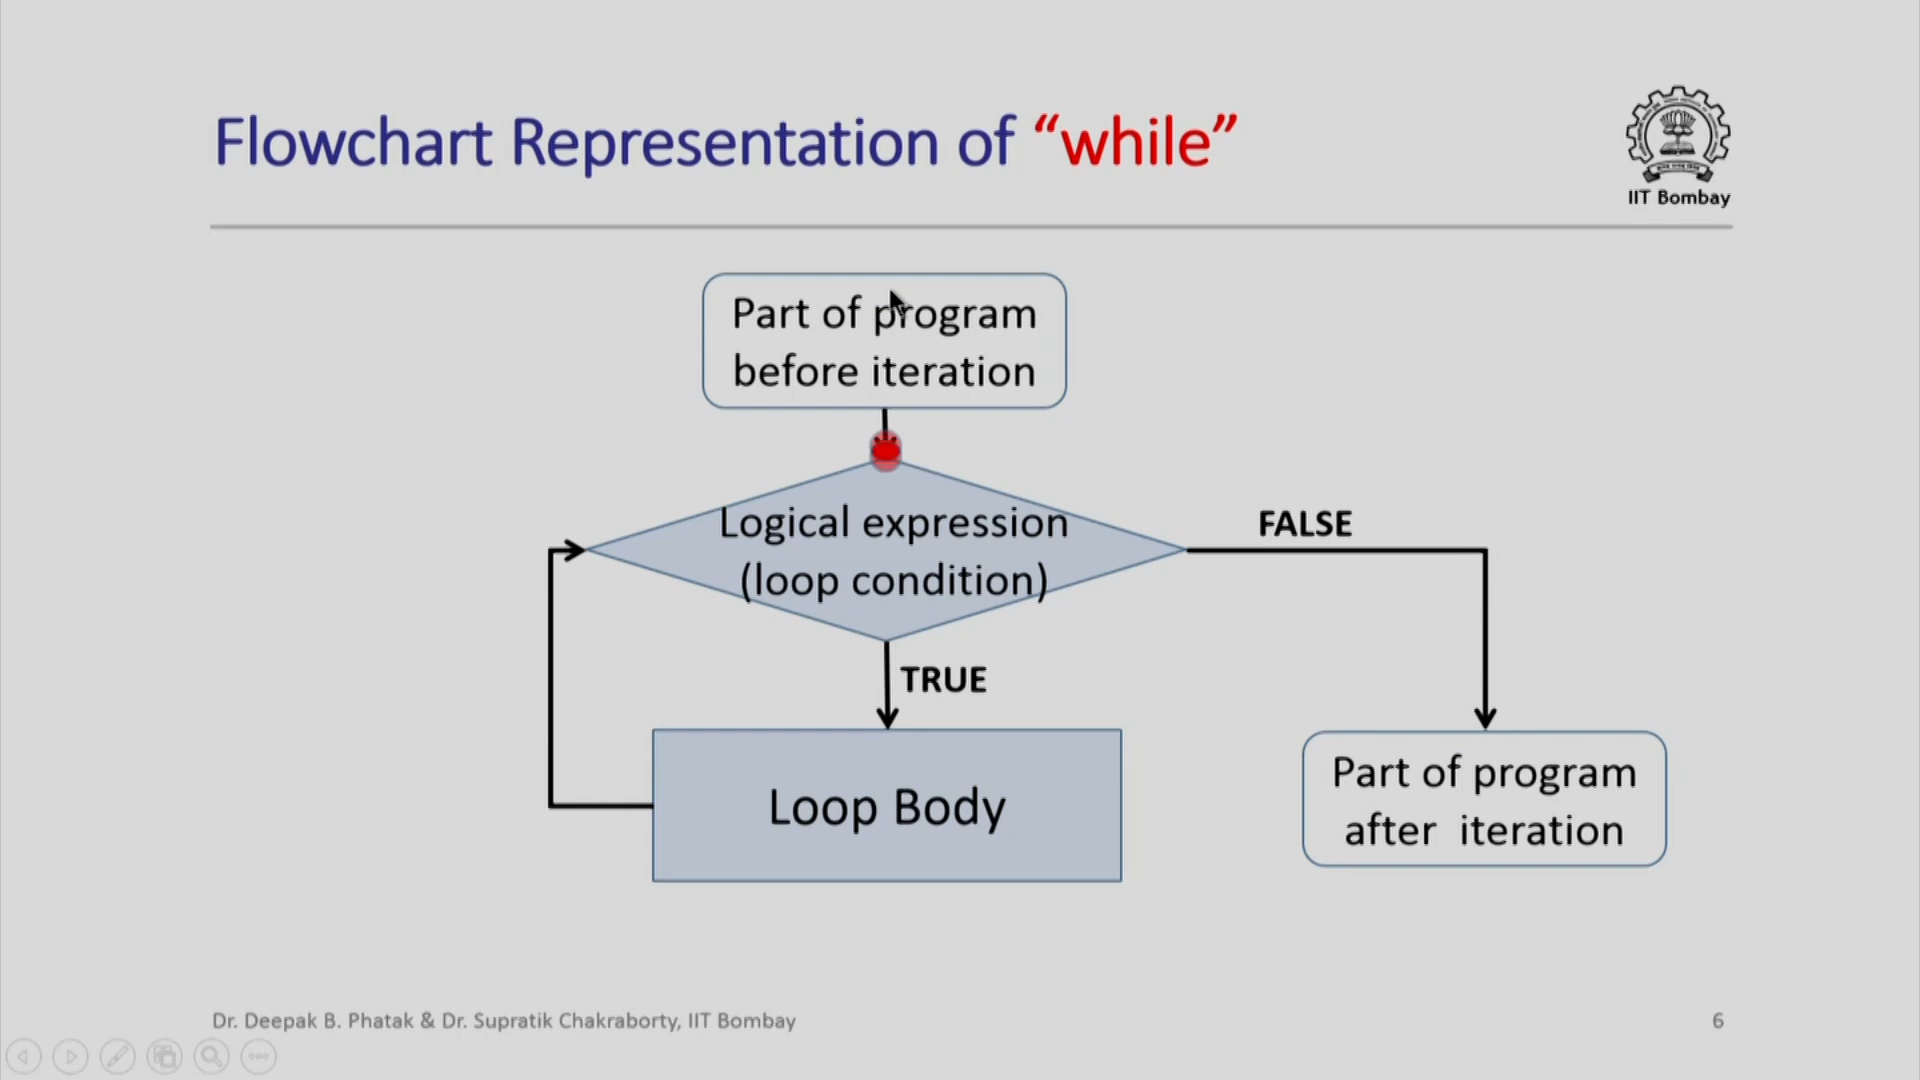 Flowchart Representation of “while”
IIT Bombay
Part of program
before iteration
Logical expression
(loop condition)
FALSE
TRUE
Loop Body
Part of program
after iteration
Dr. Deepak B. Phatak & Dr. Supratik Chakraborty, IIT Bombay
6